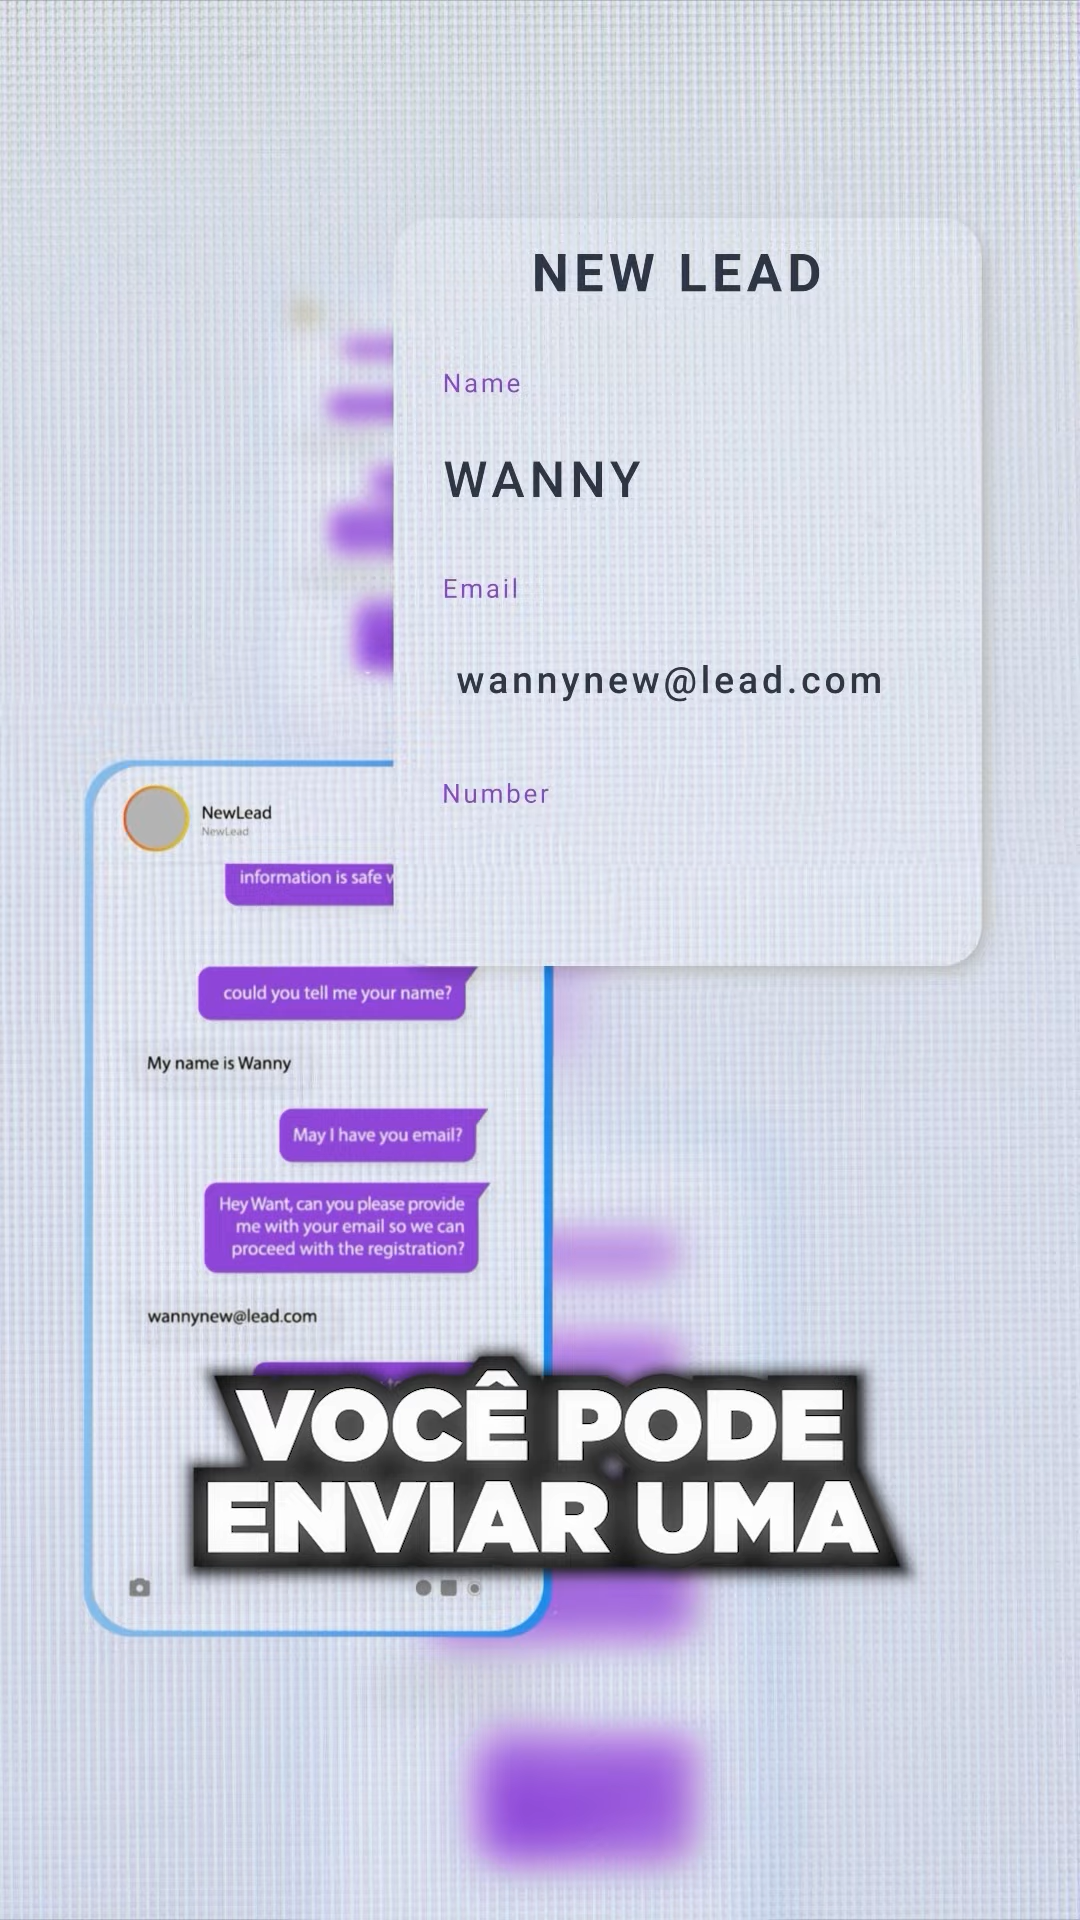 NEW LEAD
Name
WANNY
Email
wannynew@lead.com
Number
NewLead
NewLead
information is safe
could you tell me your name?
My name is Wanny
May I have you email?
Hey Want, can you please provide
me with your email so we can
proceed with the registration?
wannynew@lead.com
VOCÊ PODE
ENVIAR UMA